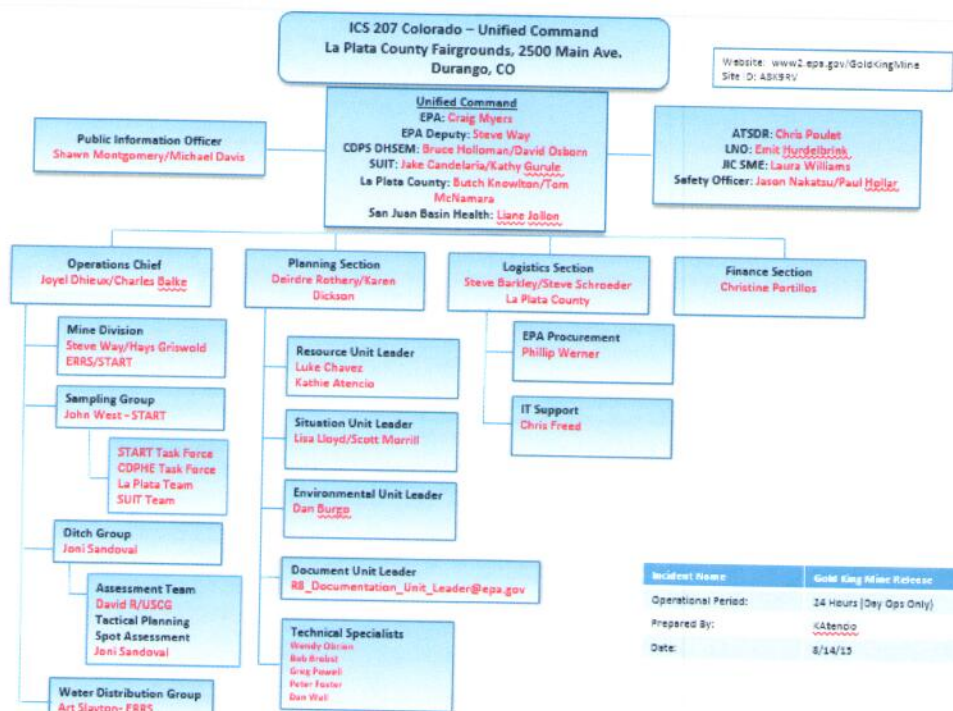 ICS 207 Colorado – Unified Command
La Plata County Fairgrounds, 2500 Main Ave.
Durango, CO
Website: www2.epa.gov/GoldKingMine
Site ID: A8K9RV
Public Information Officer
Shawn Montgomery/Michael Davis
Unified Command
EPA: Craig Myers
EPA Deputy: Steve Way
CDPS DHSEM: Bruce Holloman/David Osborn
SUIT: Jake Candelaria/Kathy Gurule
La Plata County: Butch Knowlton/Tom
McNamara
San Juan Basin Health: Liane Jollon
ATSDR: Chris Poulet
LNO: Emit Hurdelbrink
JIC SME: Laura Williams
Safety Officer: Jason Nakatsu/Paul Hollar
Operations Chief
Joyel Dhieux/Charles Balke
Planning Section
Deirdre Rothery/Karen
Dickson
Logistics Section
Steve Barkley/Steve Schroeder
La Plata County
Finance Section
Christine Portillos
Mine Division
Steve Way/Hays Griswold
ERRS/START
Sampling Group
John West - START
START Task Force
CDPHE Task Force
La Plata Team
SUIT Team
Ditch Group
Joni Sandoval
Assessment Team
David R/USCG
Tactical Planning
Spot Assessment
Joni Sandoval
Water Distribution Group
Art Slayton- ERRS
Resource Unit Leader
Luke Chavez
Kathie Atencio
Situation Unit Leader
Lisa Lloyd/Scott Morrill
Environmental Unit Leader
Dan Burgo
Document Unit Leader
R8_Documentation_Unit_Leader@epa.gov
Technical Specialists
Wendy Obrien
Bob Brobst
Greg Powell
Peter Foster
Dan Wall
EPA Procurement
Phillip Werner
IT Support
Chris Freed
Incident Name Gold King Mine Release
Operational Period: 24 Hours (Day Ops Only)
Prepared By: KAtencio
Date: 8/14/15